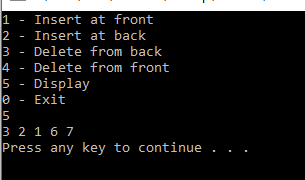 1 - Insert at front
2 - Insert at back
3 - Delete from back
4 - Delete from front
5 - Display
0 - Exit
5
3 2 1 6 7
Press any key to continue . . .